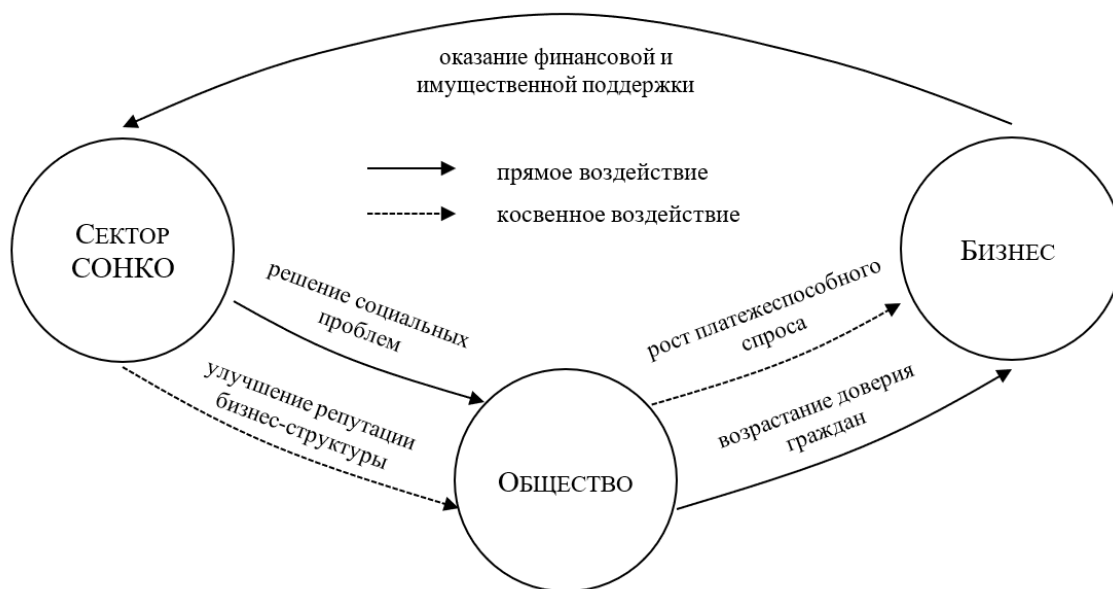 оказание финансовой и
имущественной поддержки
прямое воздействие
косвенное воздействие
СЕКТОР
СОНКО
БИЗНЕС
решение социальных
проблем
рост платежеспособного
спроса
улучшение репутации
бизнес-структуры
возрастание доверия
граждан
ОБЩЕСТВО